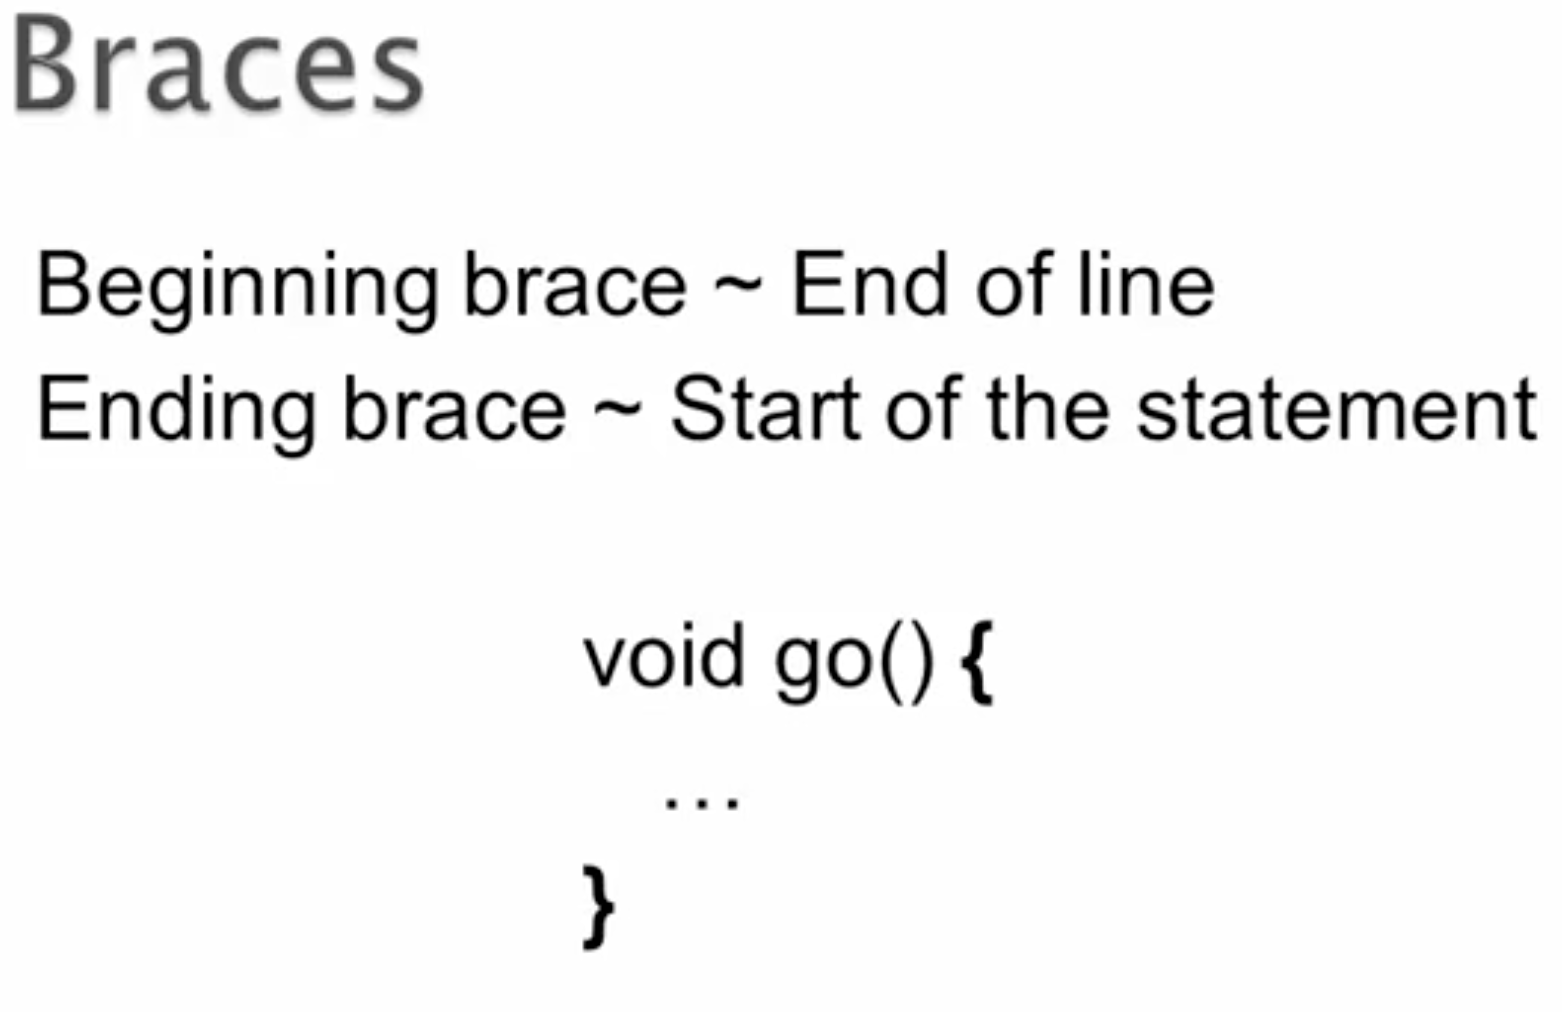 Braces
Beginning brace ~ End of line
Ending brace ~ Start of the statement
void go() {
...
}